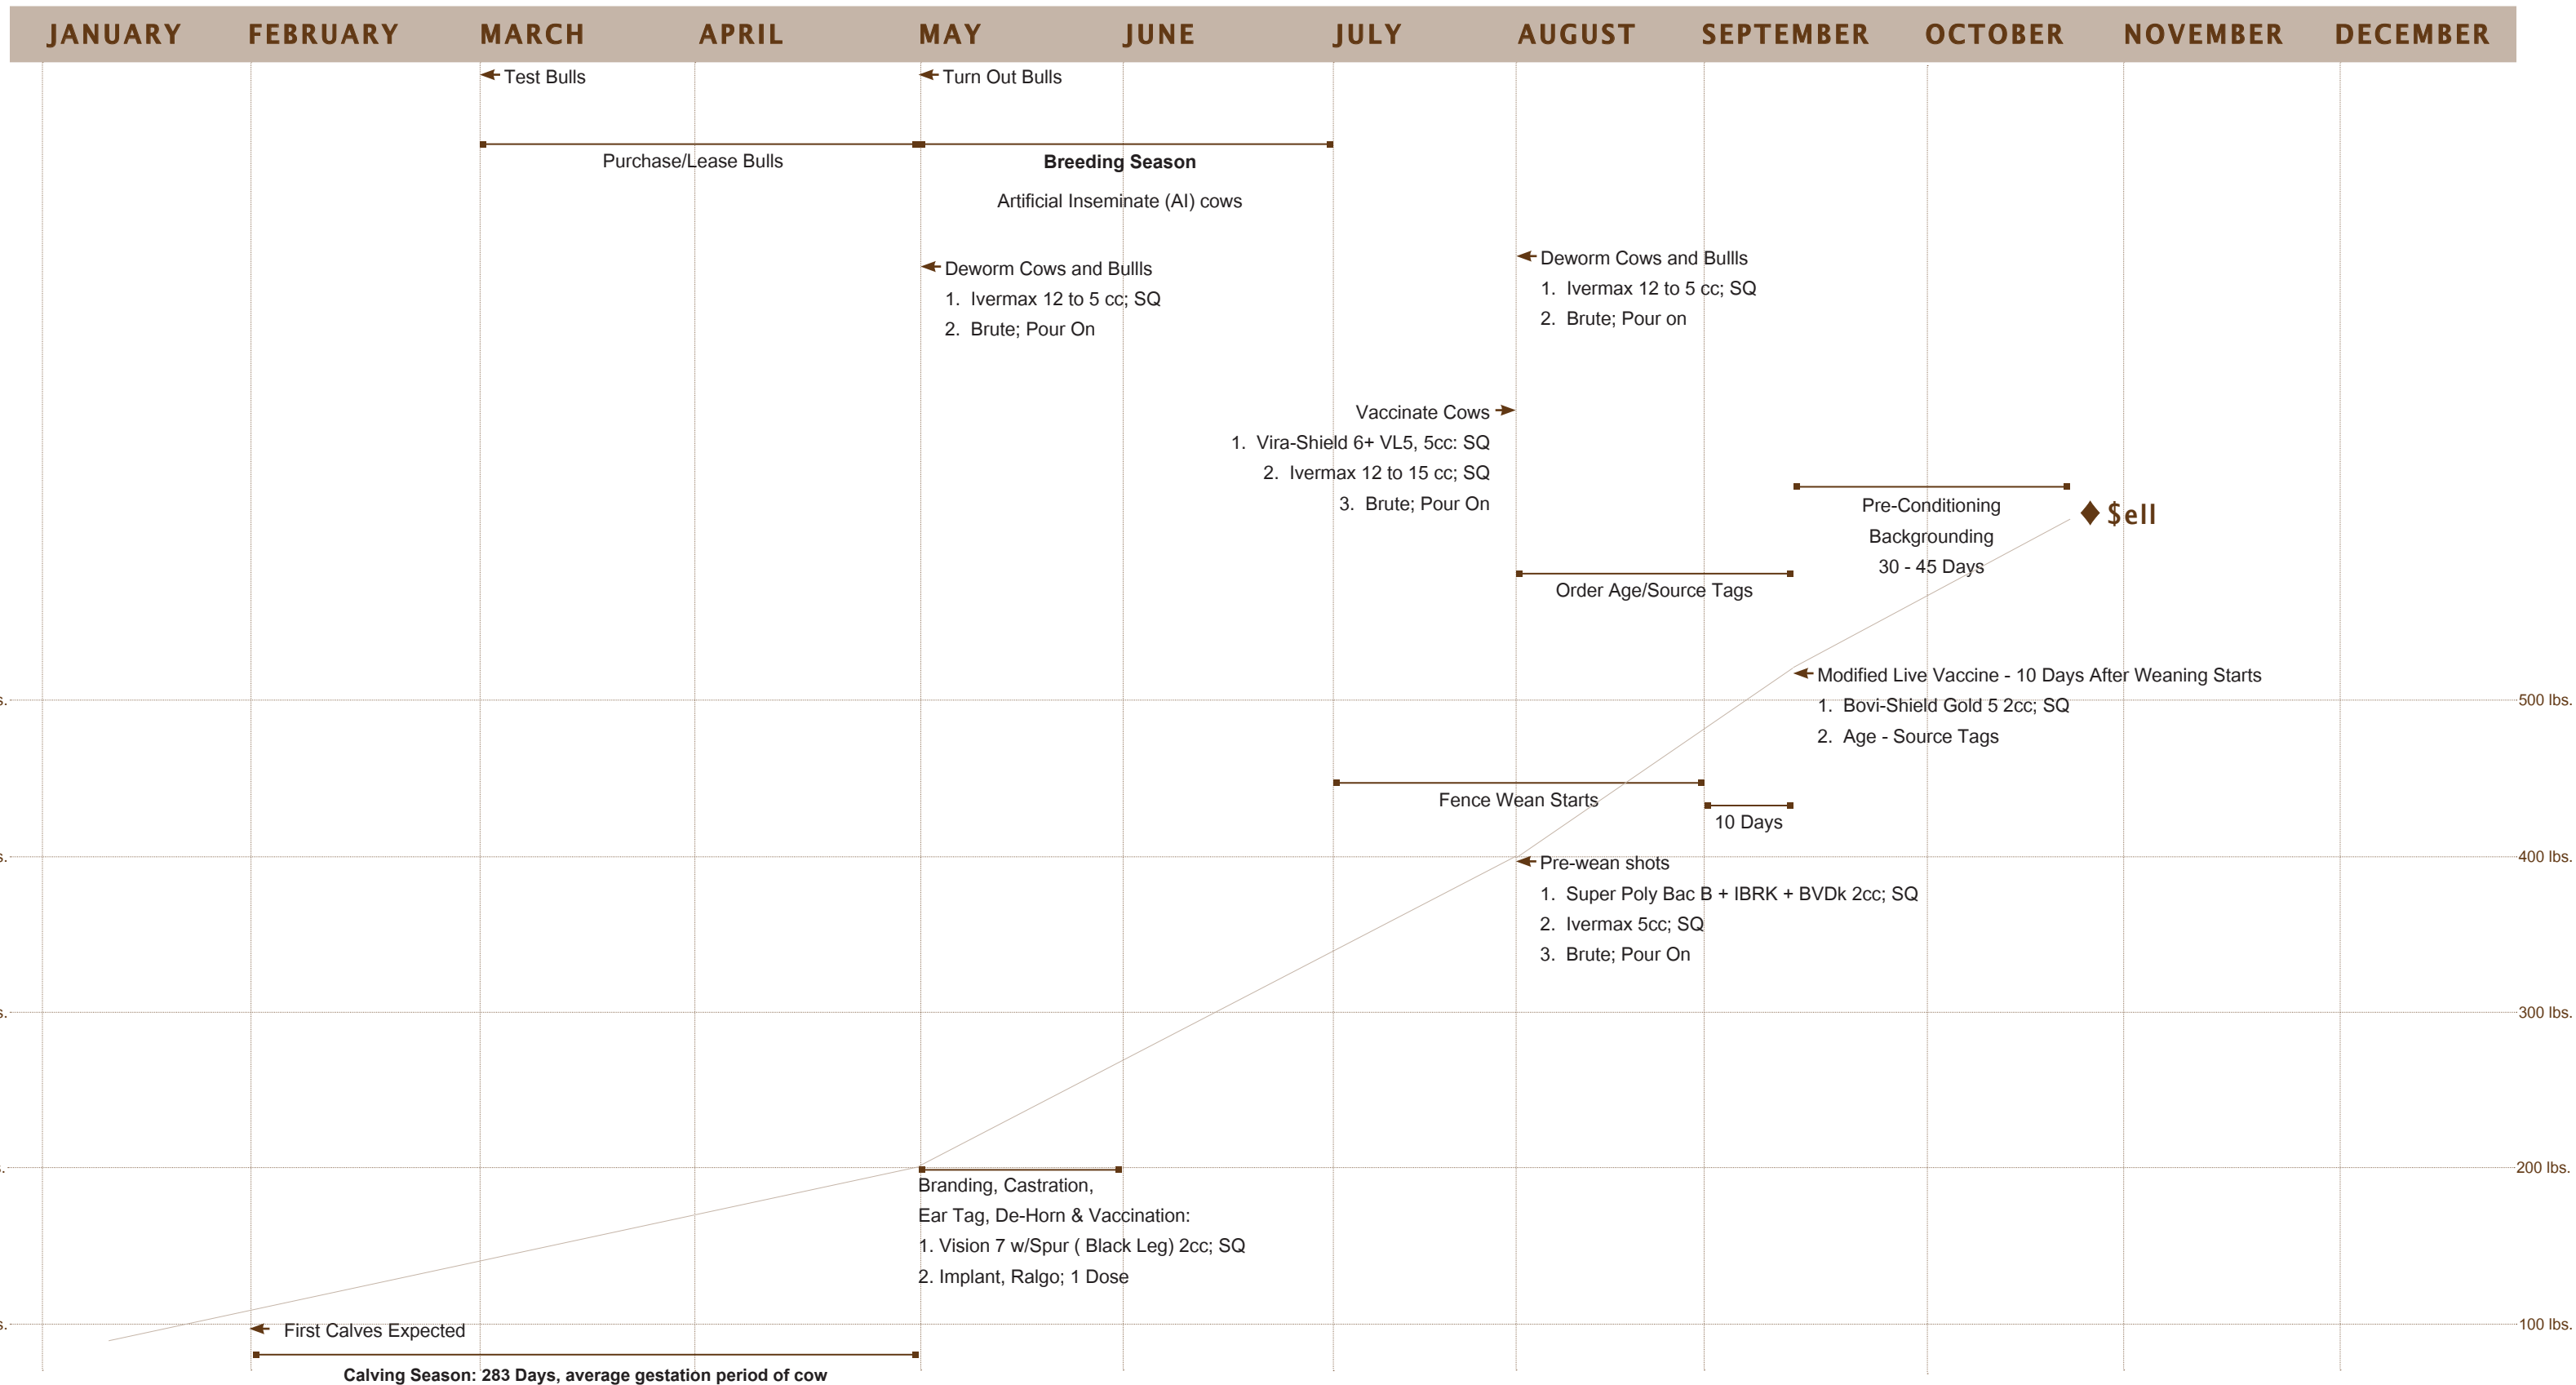 JANUARY FEBRUARY MARCH APRIL MAY JUNE JULY AUGUST SEPTEMBER OCTOBER NOVEMBER DECEMBER
Test Bulls
Turn Out Bulls
Purchase/Lease Bulls
Breeding Season
Artificial Inseminate (AI) cows
Deworm Cows and Bullls
1. Ivermax 12 to 5 cc; SQ
2. Brute; Pour On
Deworm Cows and Bullls
1. Ivermax 12 to 5 cc; SQ
2. Brute; Pour on
Vaccinate Cows
1. Vira-Shield 6+ VL5, 5cc: SQ
2. Ivermax 12 to 15 cc; SQ
3. Brute; Pour On
Pre-Conditioning
Backgrounding
30 - 45 Days
$ell
Order Age/Source Tags
Modified Live Vaccine - 10 Days After Weaning Starts
1. Bovi-Shield Gold 5 2cc; SQ
2. Age - Source Tags
s.
500 lbs.
Fence Wean Starts
10 Days
s.
400 lbs.
Pre-wean shots
1. Super Poly Bac B + IBRK + BVDk 2cc; SQ
2. Ivermax 5cc; SQ
3. Brute; Pour On
s.
300 lbs.
s.
200 lbs.
Branding, Castration,
Ear Tag, De-Horn & Vaccination:
1. Vision 7 w/Spur ( Black Leg) 2cc; SQ
2. Implant, Ralgo; 1 Dose
s.
100 lbs.
First Calves Expected
Calving Season: 283 Days, average gestation period of cow